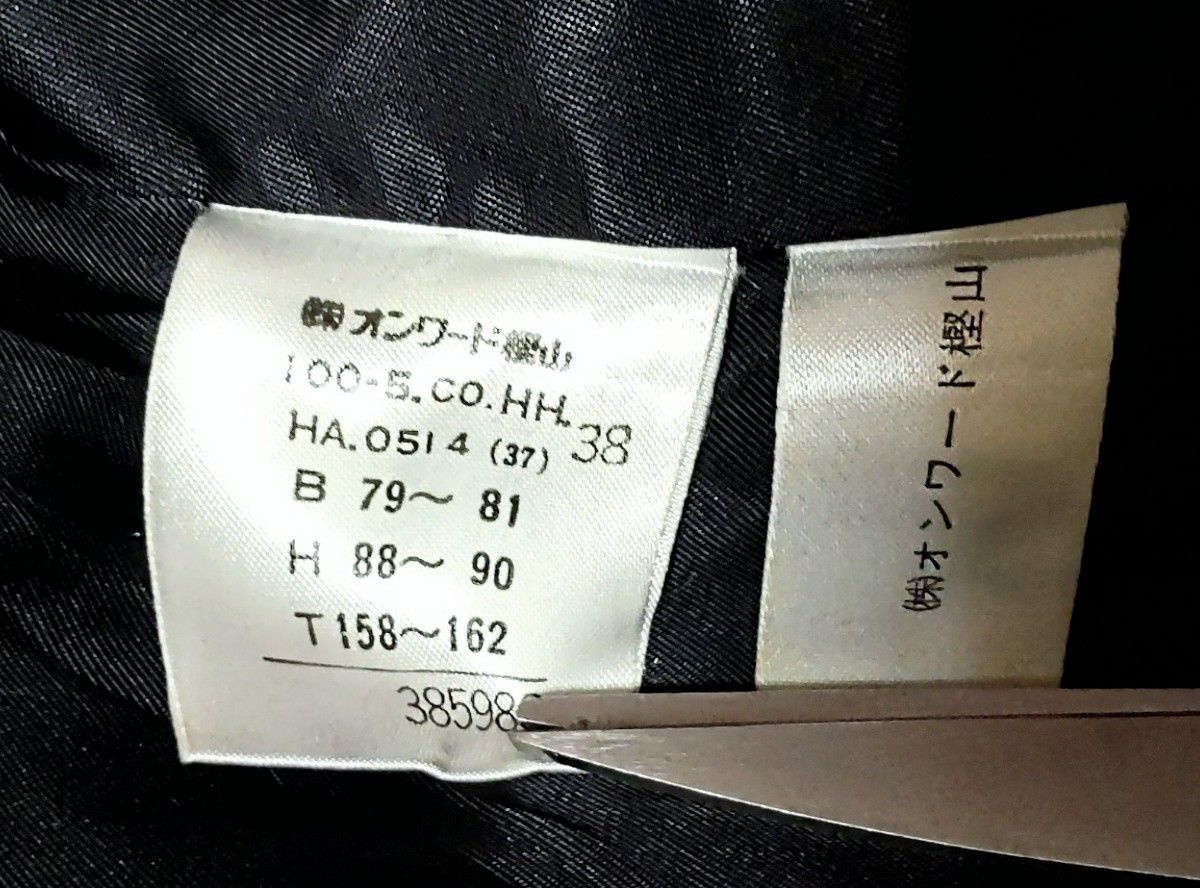 ㈱オンワード樫山
100-5.CO.HH.
HA.0514 (37) 38
B 79～ 81
H 88～ 90
T 158～162
38598
㈱オンワード樫山